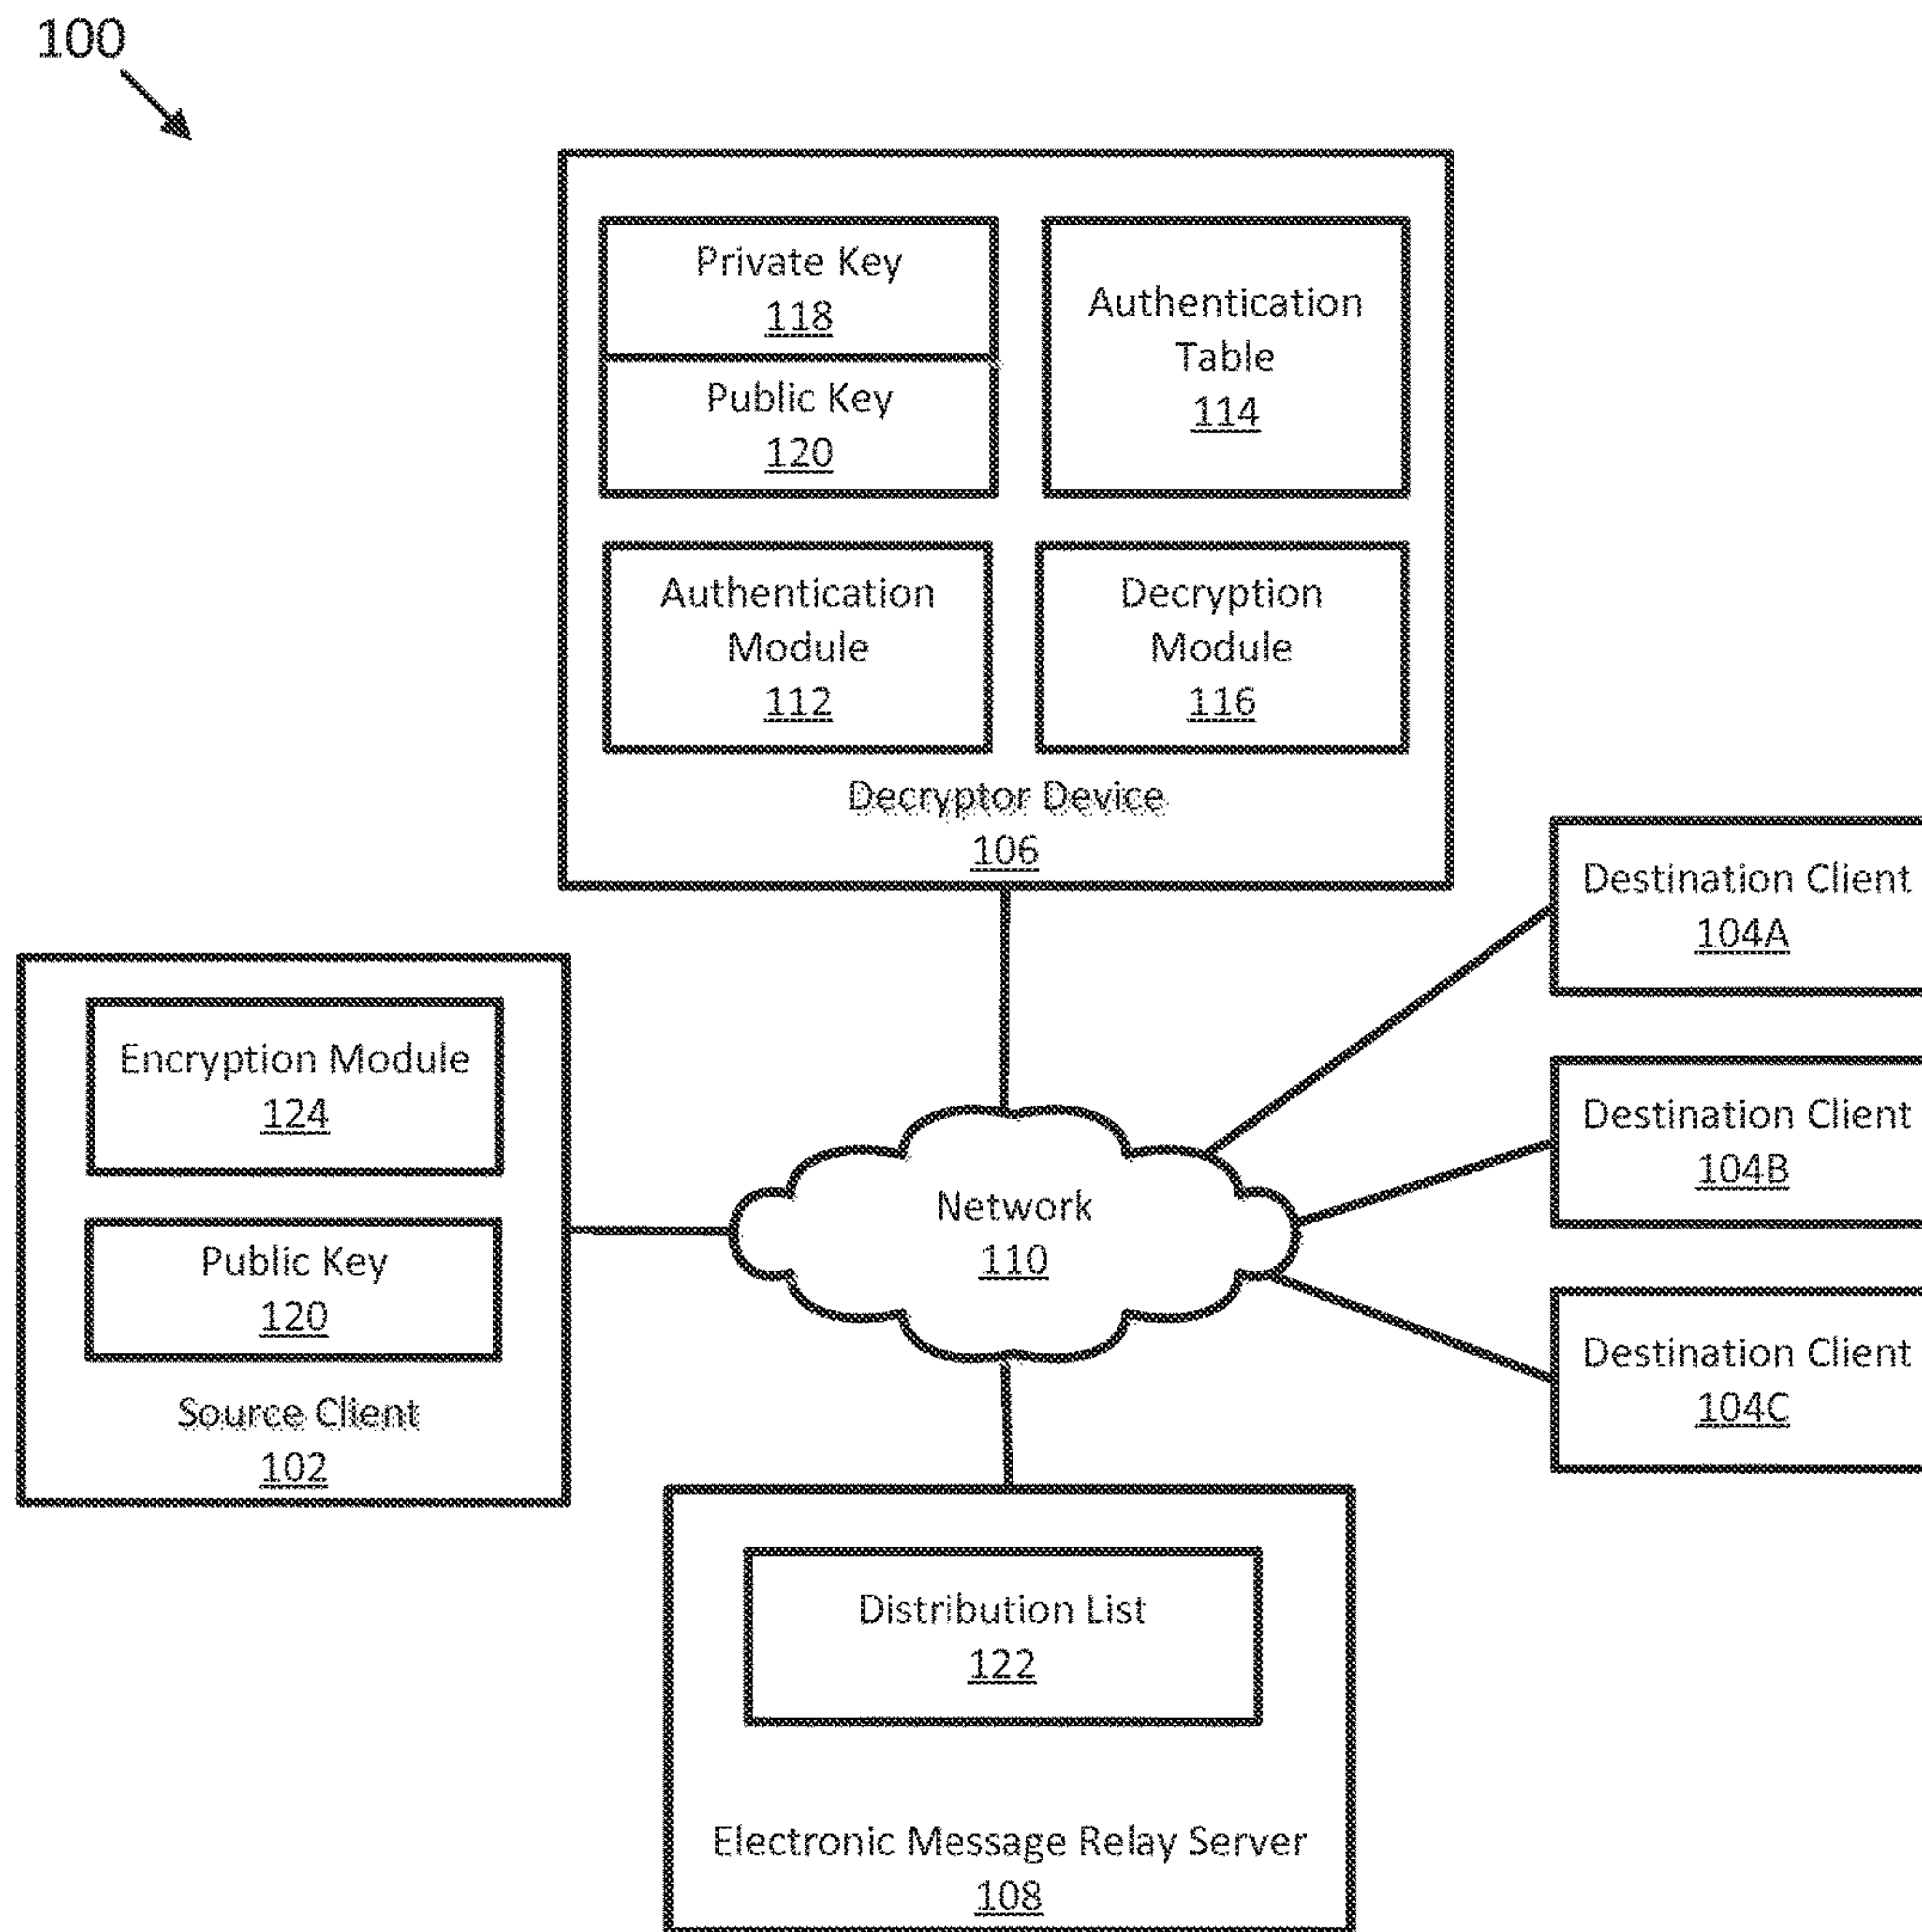 100
Private Key
118
Public Key
120
Authentication
Table
114
Authentication
Module
112
Decryption
Module
116
Decryptor Device
106
Destination Client
104A
Destination Client
104B
Destination Client
104C
Encryption Module
124
Public Key
120
Source Client
102
Network
110
Distribution List
122
Electronic Message Relay Server
108